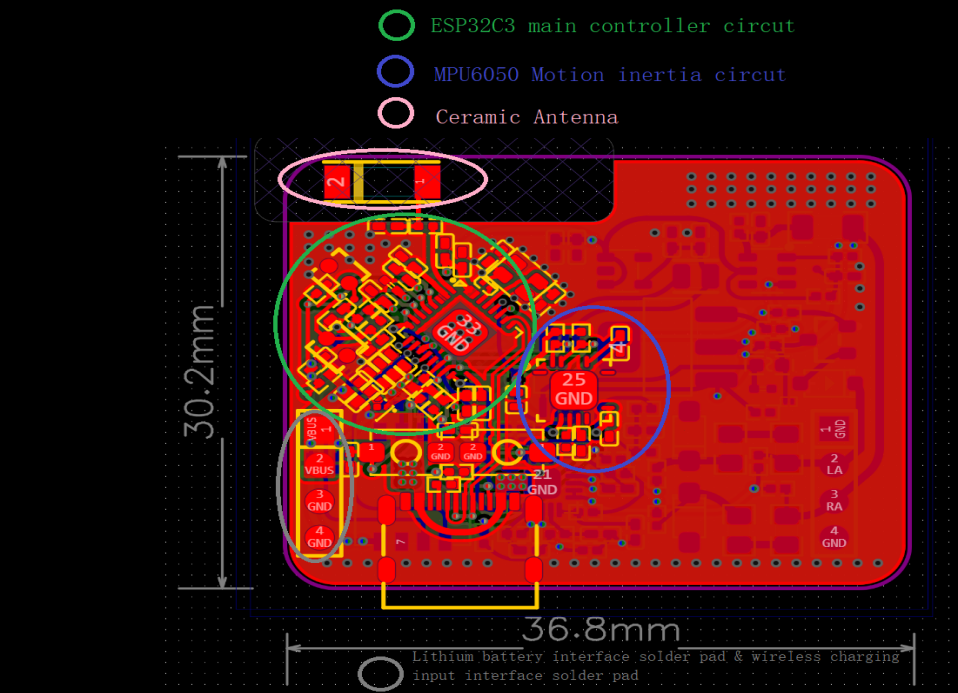 ESP32C3 main controller circut
MPU6050 Motion inertia circut
Ceramic Antenna
2
1
30.2mm
33
GND
4
25
GND
VBUS
1
2
VBUS
3
GND
4
GND
1
2
GND
2
GND
21
GND
7
1
GND
2
LA
3
RA
4
GND
36.8mm
Lithium battery interface solder pad & wireless charging
input interface solder pad